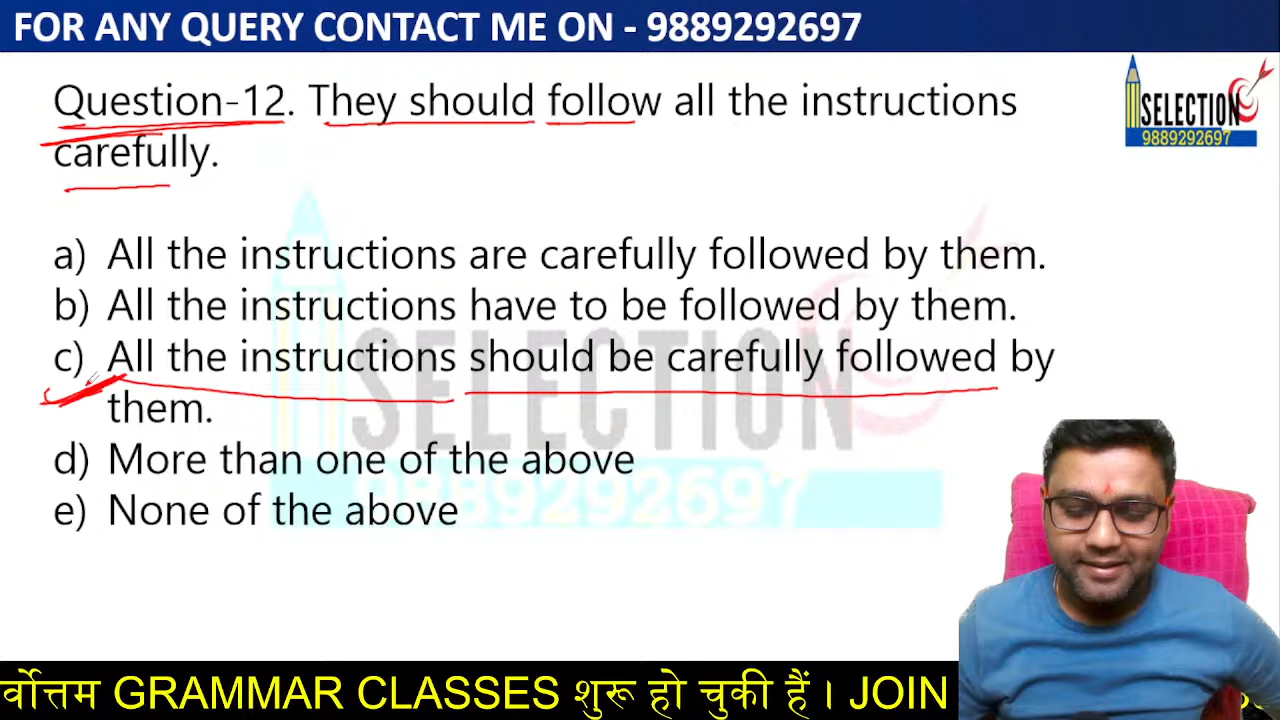 FOR ANY QUERY CONTACT ME ON - 9889292697
SELECTION
9889292697
Question-12. They should follow all the instructions
carefully.
a) All the instructions are carefully followed by them.
b) All the instructions have to be followed by them.
c) All the instructions should be carefully followed by
them.
d) More than one of the above
e) None of the above
SELECTION
9889292697
र्वोत्तम GRAMMAR CLASSES शुरू हो चुकी हैं । JOIN